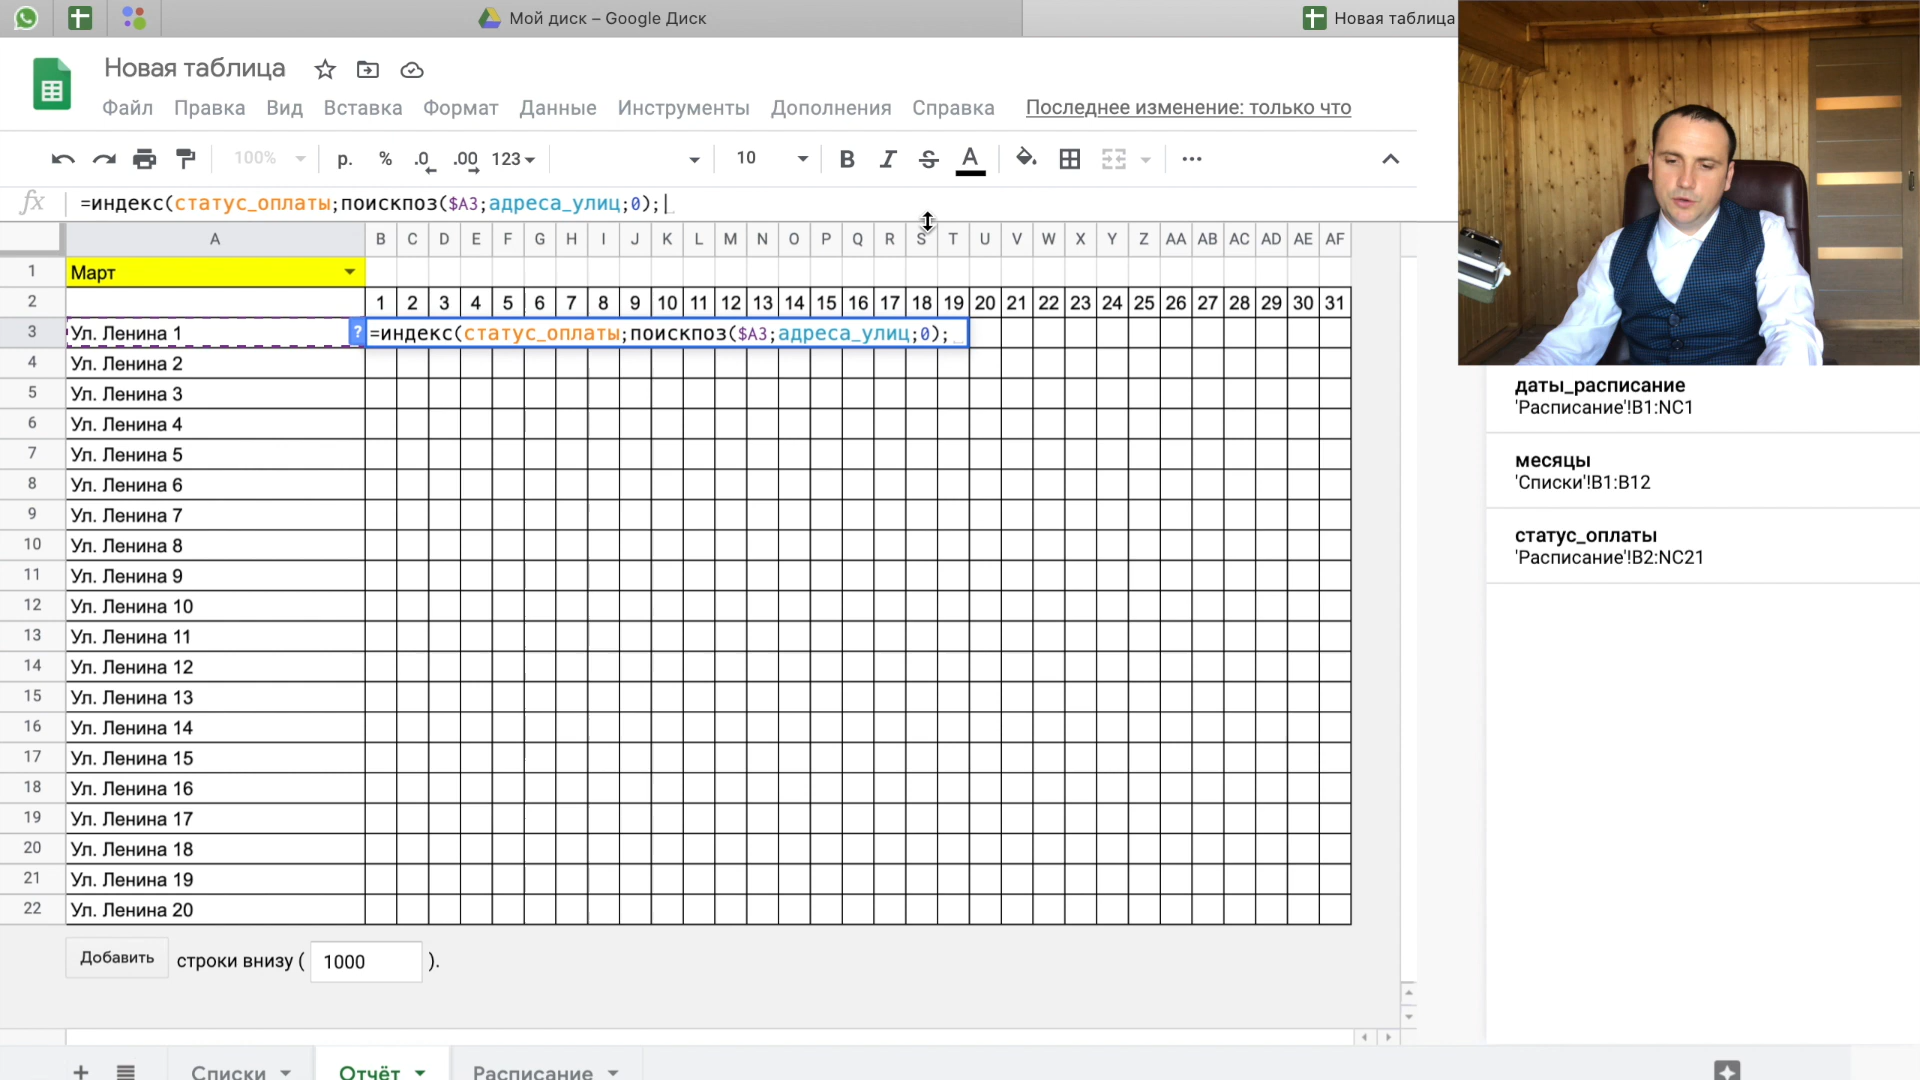 Мой диск – Google Диск
Новая таблица
Новая таблица
Файл Правка Вид Вставка Формат Данные Инструменты Дополнения Справка Последнее изменение: только что
100% р. % .0 .00 123 10 B I S A
fx =индекс(статус_оплаты;поискпоз($A3;адреса_улиц;0);
A B C D E F G H I J K L M N O P Q R S T U V W X Y Z AA AB AC AD AE AF
1 Март
2 1 2 3 4 5 6 7 8 9 10 11 12 13 14 15 16 17 18 19 20 21 22 23 24 25 26 27 28 29 30 31
3 Ул. Ленина 1 ? =индекс(статус_оплаты;поискпоз($A3;адреса_улиц;0);
4 Ул. Ленина 2
5 Ул. Ленина 3
6 Ул. Ленина 4
7 Ул. Ленина 5
8 Ул. Ленина 6
9 Ул. Ленина 7
10 Ул. Ленина 8
11 Ул. Ленина 9
12 Ул. Ленина 10
13 Ул. Ленина 11
14 Ул. Ленина 12
15 Ул. Ленина 13
16 Ул. Ленина 14
17 Ул. Ленина 15
18 Ул. Ленина 16
19 Ул. Ленина 17
20 Ул. Ленина 18
21 Ул. Ленина 19
22 Ул. Ленина 20
Добавить строки внизу ( 1000 ).
Списки Отчёт Расписание
даты_расписание
'Расписание'!B1:NC1
месяцы
'Списки'!B1:B12
статус_оплаты
'Расписание'!B2:NC21